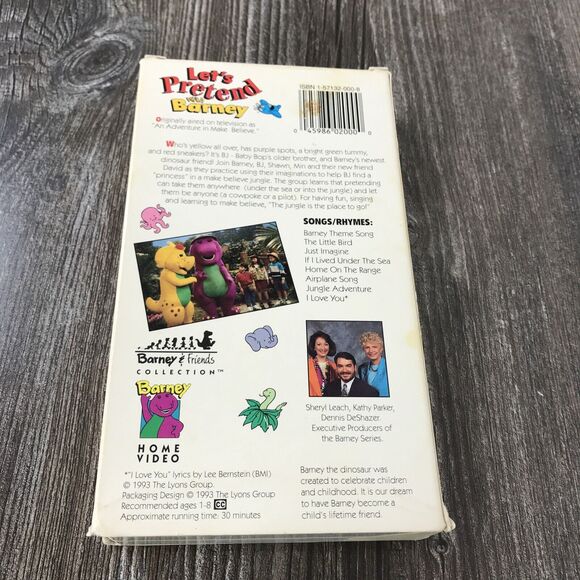 Let's
Pretend
with
Barney
ISBN 1-57132-000-8
0 45986 02000 0
Originally aired on television as
"An Adventure in Make Believe."
Who's yellow all over, has purple spots, a bright green tummy,
and red sneakers? It's BJ - Baby Bop's older brother, and Barney's newest
dinosaur friend! Join Barney, BJ, Shawn, Min and their new friend
David as they practice using their imaginations to help BJ find a
"princess" in a make believe jungle. The group learns that pretending
can take them anywhere (under the sea or into the jungle) and let
them be anyone (a cowpoke or a pilot). For having fun, singing
and learning to make believe, "The jungle is the place to go!"
SONGS/RHYMES:
Barney Theme Song
The Little Bird
Just Imagine
If I Lived Under The Sea
Home On The Range
Airplane Song
Jungle Adventure
I Love You*
Barney & Friends
COLLECTION™
Barney
HOME
VIDEO
Sheryl Leach, Kathy Parker,
Dennis DeShazer,
Executive Producers of
the Barney Series.
*"I Love You" lyrics by Lee Bernstein (BMI)
© 1993 The Lyons Group.
Packaging Design © 1993 The Lyons Group
Recommended ages 1-8 CC
Approximate running time: 30 minutes
Barney the dinosaur was
created to celebrate children
and childhood. It is our dream
to have Barney become a
child's lifetime friend.